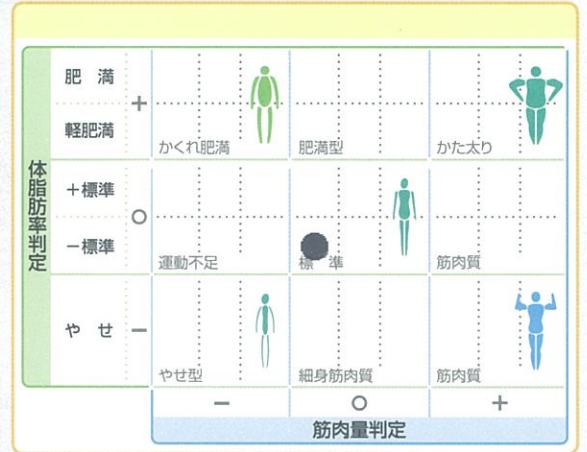 体脂肪率判定
肥 満
＋
軽肥満
かくれ肥満
肥満型
かた太り
＋標準
○
－標準
運動不足
標 準
筋肉質
や せ
－
やせ型
細身筋肉質
筋肉質
－
○
＋
筋肉量判定